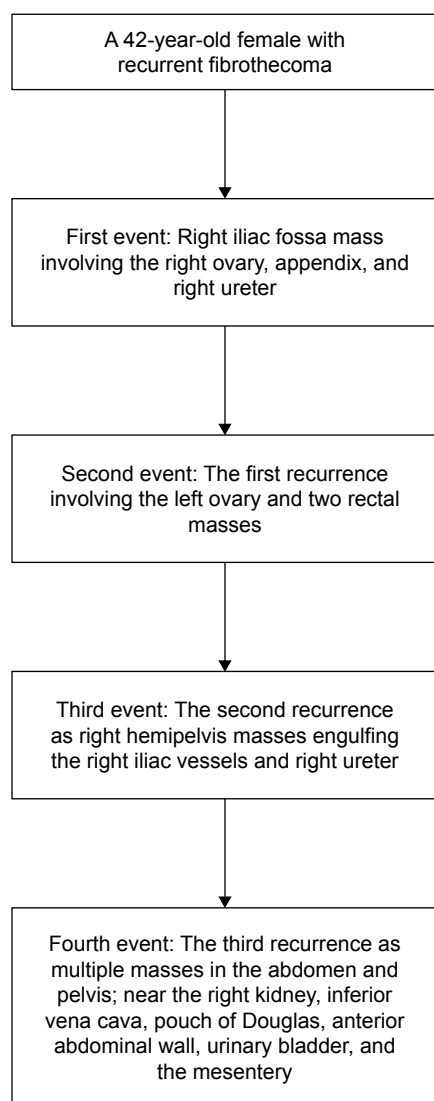 A 42-year-old female with
recurrent fibrothecoma
First event: Right iliac fossa mass
involving the right ovary, appendix, and
right ureter
Second event: The first recurrence
involving the left ovary and two rectal
masses
Third event: The second recurrence
as right hemipelvis masses engulfing
the right iliac vessels and right ureter
Fourth event: The third recurrence as
multiple masses in the abdomen and
pelvis; near the right kidney, inferior
vena cava, pouch of Douglas, anterior
abdominal wall, urinary bladder, and
the mesentery